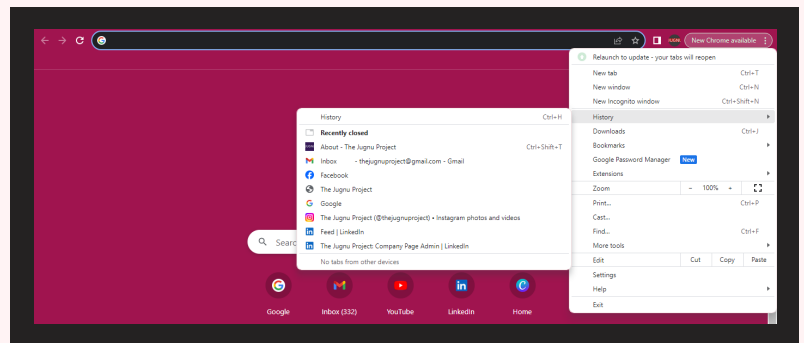 New Chrome available
Relaunch to update - your tabs will reopen
New tab Ctrl+T
New window Ctrl+N
New Incognito window Ctrl+Shift+N
History
Downloads Ctrl+J
Bookmarks
Google Password Manager New
Extensions
Zoom - 100% +
Print... Ctrl+P
Cast...
Find... Ctrl+F
More tools
Edit Cut Copy Paste
Settings
Help
Exit
History Ctrl+H
Recently closed
About - The Jugnu Project Ctrl+Shift+T
Inbox - thejugnuproject@gmail.com - Gmail
Facebook
The Jugnu Project
Google
The Jugnu Project (@thejugnuproject) • Instagram photos and videos
Feed | LinkedIn
The Jugnu Project: Company Page Admin | LinkedIn
No tabs from other devices
Google Inbox (332) YouTube LinkedIn Home